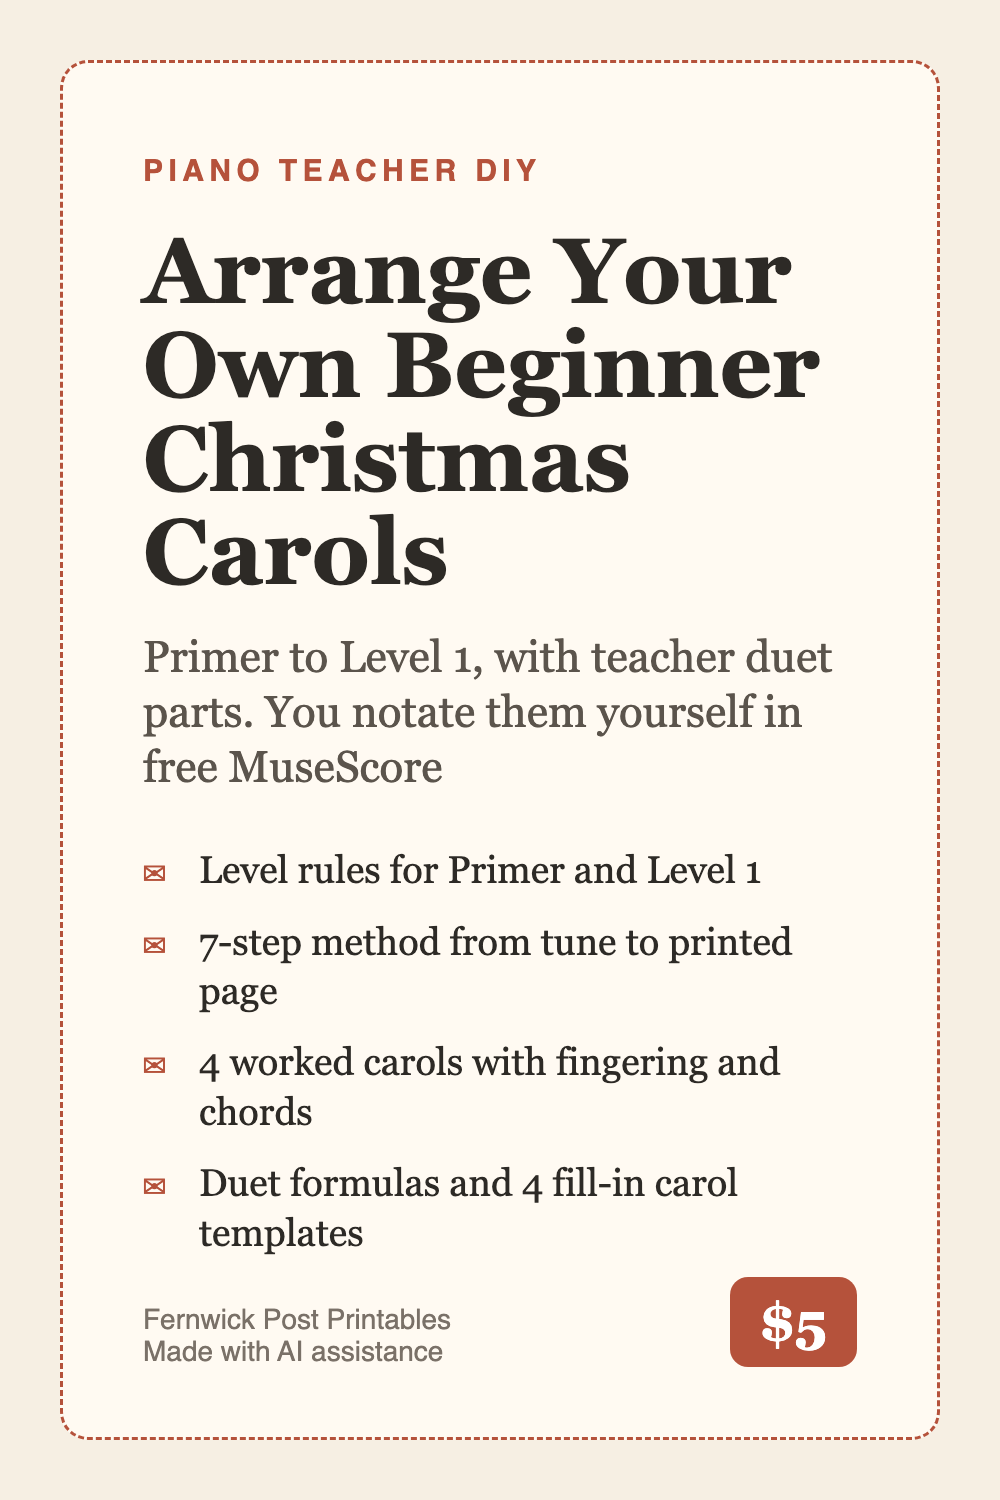 PIANO TEACHER DIY
Arrange Your
Own Beginner
Christmas
Carols
Primer to Level 1, with teacher duet
parts. You notate them yourself in
free MuseScore
✉ Level rules for Primer and Level 1
✉ 7-step method from tune to printed
page
✉ 4 worked carols with fingering and
chords
✉ Duet formulas and 4 fill-in carol
templates
Fernwick Post Printables
Made with AI assistance
$5